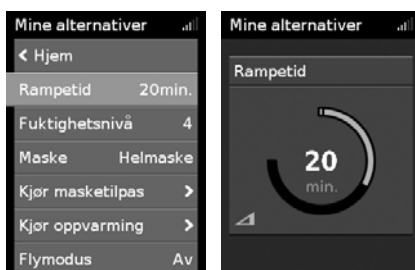 Mine alternativer
< Hjem
Rampetid 20min.
Fuktighetsnivå 4
Maske Helmaske
Kjør masketilpas >
Kjør oppvarming >
Flymodus Av
Mine alternativer
Rampetid
20
min.